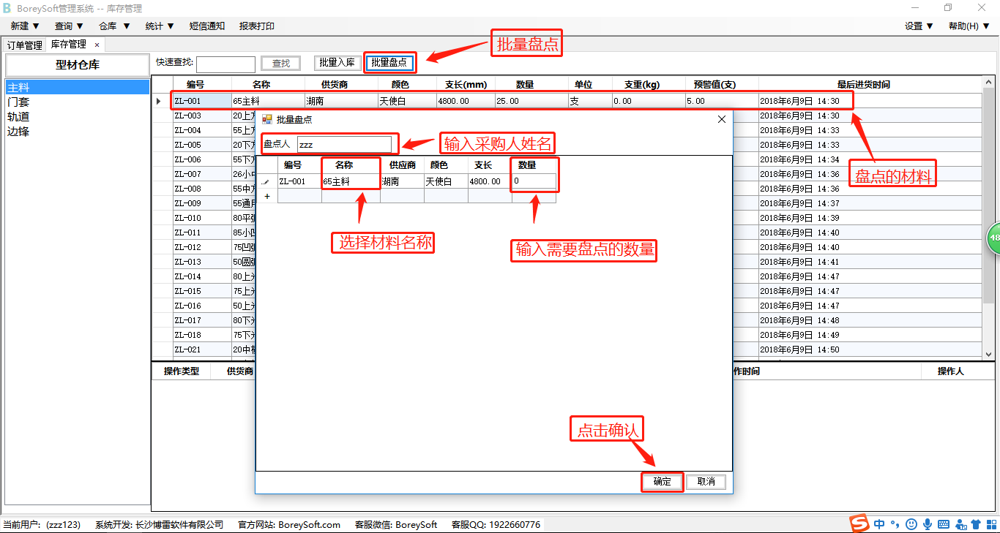 BoreySoft管理系统 -- 库存管理
新建 ▼ 查询 ▼ 仓库 ▼ 统计 ▼ 短信通知 报表打印 设置 ▼ 帮助(H) ▼
订单管理 库存管理 ×
型材仓库
主料
门套
轨道
边锋
快速查找: 查找 批量入库 批量盘点
批量盘点
编号 名称 供货商 颜色 支长(mm) 数量 单位 支重(kg) 预警值(支) 最后进货时间
ZL-001 65主料 湖南 天使白 4800.00 25.00 支 0.00 5.00 2018年6月9日 14:30
ZL-003 20上方 2018年6月9日 14:30
ZL-004 55上方 2018年6月9日 14:33
ZL-005 20下方 2018年6月9日 14:33
ZL-006 55下方 2018年6月9日 14:34
ZL-007 26小中 2018年6月9日 14:36
ZL-008 55中方 2018年6月9日 14:36
ZL-009 55通用 2018年6月9日 14:37
ZL-010 80平弧 2018年6月9日 14:39
ZL-011 85小凹 2018年6月9日 14:40
ZL-012 75凹弧 2018年6月9日 14:40
ZL-013 50圆弧 2018年6月9日 14:41
ZL-014 80上光 2018年6月9日 14:47
ZL-015 75上光 2018年6月9日 14:47
ZL-016 50上光 2018年6月9日 14:47
ZL-017 80下光 2018年6月9日 14:48
ZL-018 75下光 2018年6月9日 14:49
ZL-021 20中横 2018年6月9日 14:50
盘点的材料
批量盘点
盘点人 zzz
输入采购人姓名
编号 名称 供应商 颜色 支长 数量
ZL-001 65主料 湖南 天使白 4800.00 0
+
选择材料名称
输入需要盘点的数量
点击确认
确定 取消
操作类型 供货商 作时间 操作人
48
当前用户: (zzz123) 系统开发: 长沙博雷软件有限公司 官方网站: BoreySoft.com 客服微信: BoreySoft 客服QQ: 1922660776
中